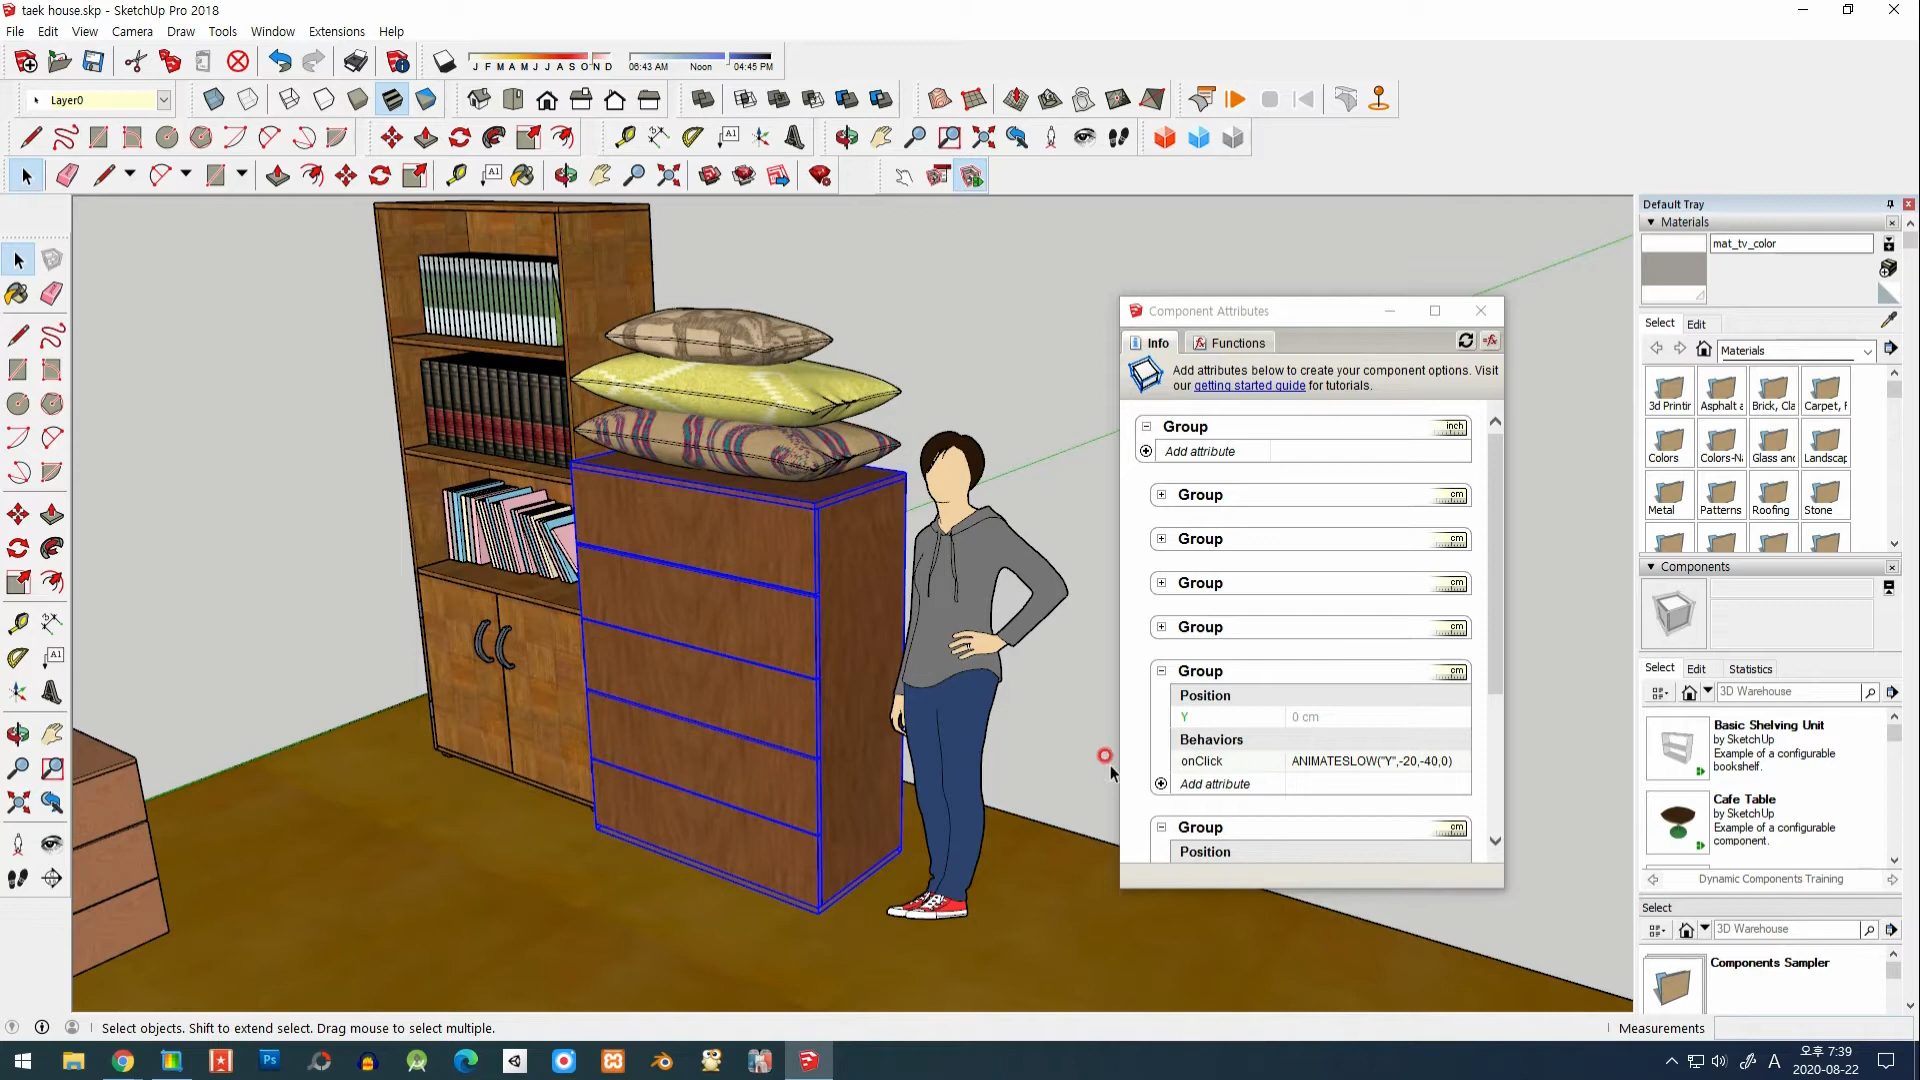 taek house.skp - SketchUp Pro 2018
File Edit View Camera Draw Tools Window Extensions Help
J F M A M J J A S O N D
06:43 AM Noon 04:45 PM
Layer0
Default Tray
Materials
mat_tv_color
Select Edit
Materials
3d Printir Asphalt a Brick, Cla Carpet, F
Colors Colors-N Glass and Landscap
Metal Patterns Roofing Stone
Components
Select Edit Statistics
3D Warehouse
Basic Shelving Unit
by SketchUp
Example of a configurable
bookshelf.
Cafe Table
by SketchUp
Example of a configurable
component.
Dynamic Components Training
Select
3D Warehouse
Components Sampler
Component Attributes
Info Functions
Add attributes below to create your component options. Visit
our getting started guide for tutorials.
Group inch
Add attribute
Group cm
Group cm
Group cm
Group cm
Group cm
Position
Y 0 cm
Behaviors
onClick ANIMATESLOW("Y",-20,-40,0)
Add attribute
Group cm
Position
Select objects. Shift to extend select. Drag mouse to select multiple.
Measurements
A 오후 7:39
2020-08-22